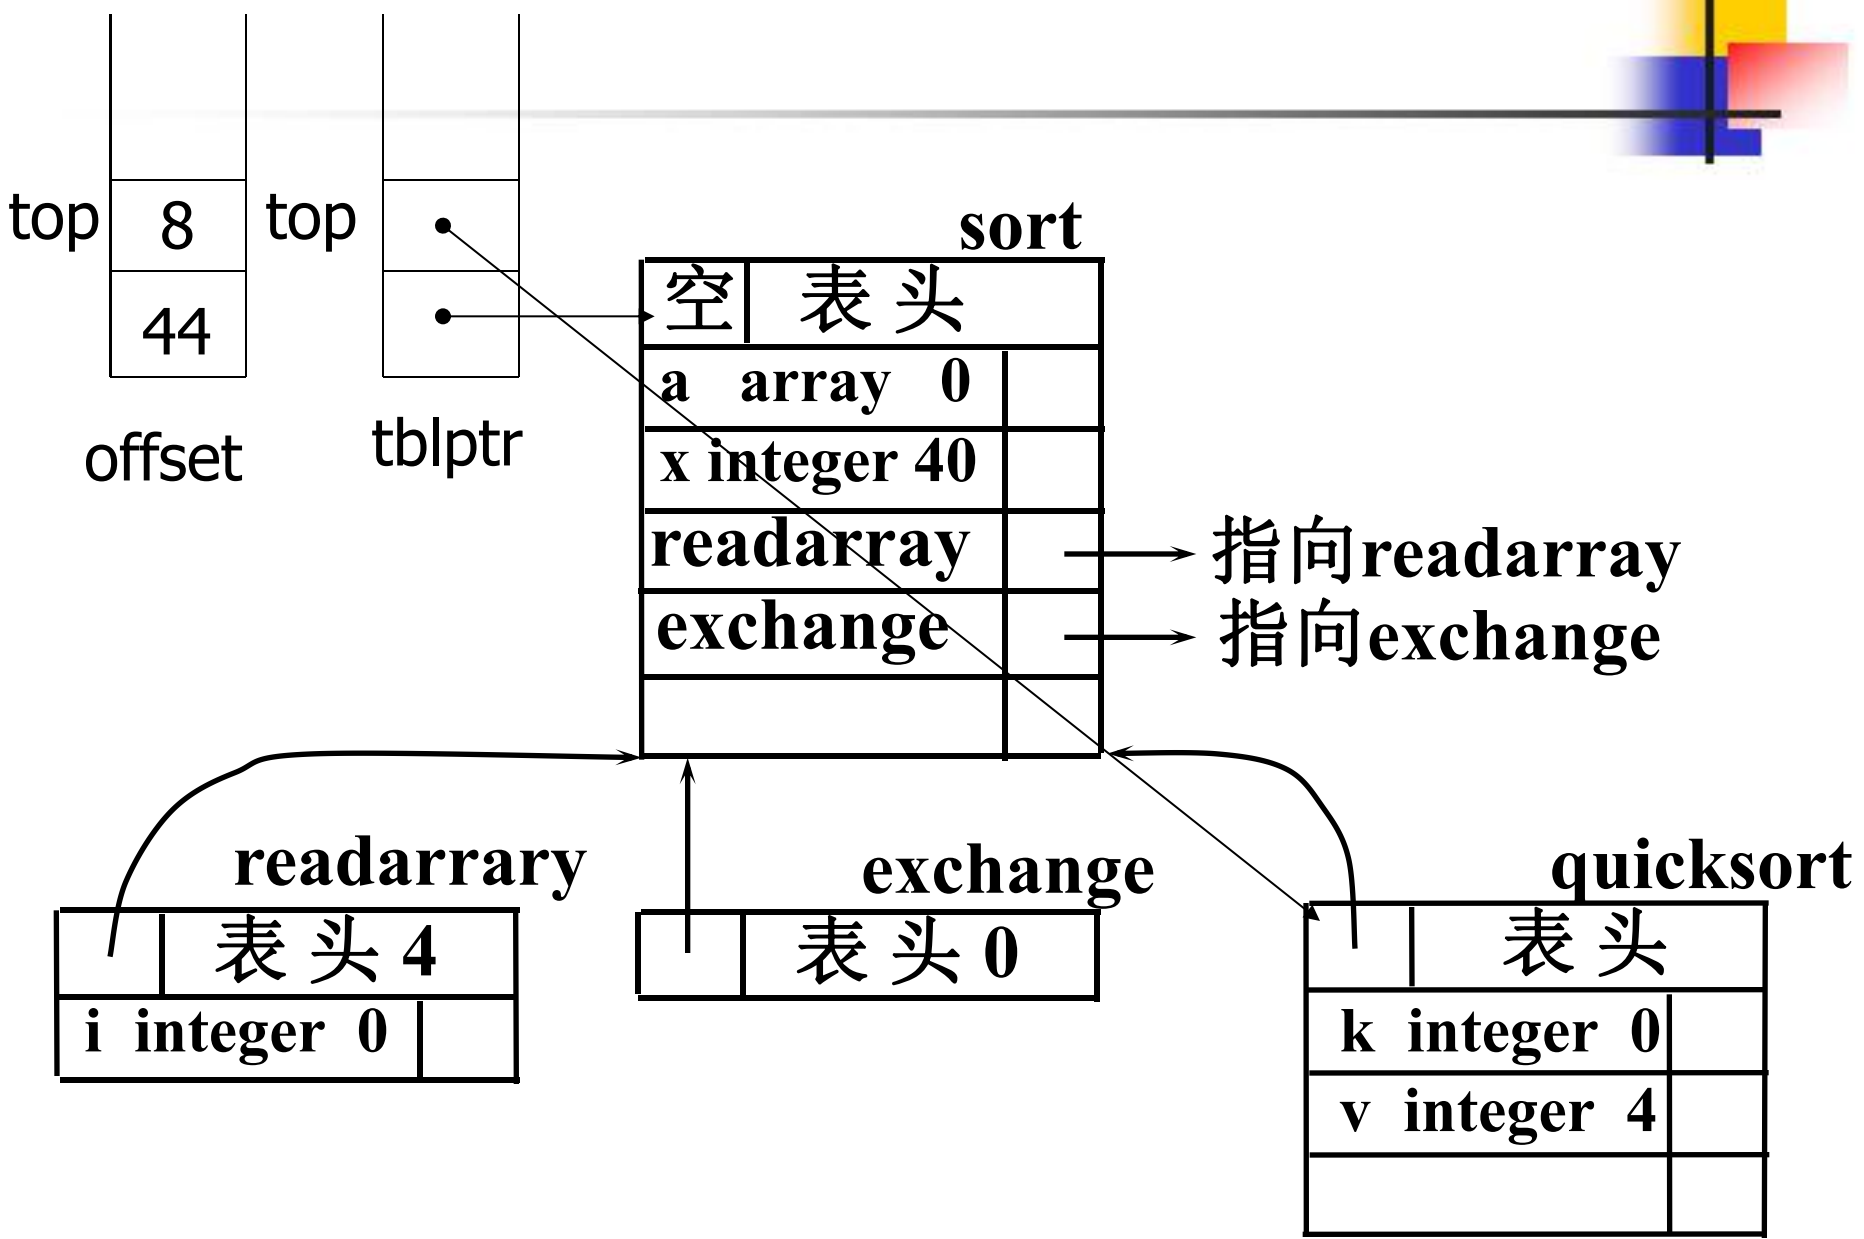 top 8 top
44
offset
tblptr
sort
空 表 头
a array 0
x integer 40
readarray
指向readarray
exchange
指向exchange
readarrary
表 头 4
i integer 0
exchange
表 头 0
quicksort
表 头
k integer 0
v integer 4